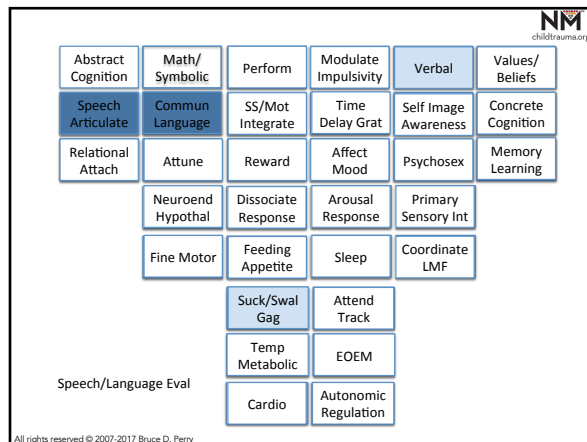 NM
childtrauma.org
Abstract Cognition
Math/ Symbolic
Perform
Modulate Impulsivity
Verbal
Values/ Beliefs
Speech Articulate
Commun Language
SS/Mot Integrate
Time Delay Grat
Self Image Awareness
Concrete Cognition
Relational Attach
Attune
Reward
Affect Mood
Psychosex
Memory Learning
Neuroend Hypothal
Dissociate Response
Arousal Response
Primary Sensory Int
Fine Motor
Feeding Appetite
Sleep
Coordinate LMF
Suck/Swal Gag
Attend Track
Temp Metabolic
EOEM
Speech/Language Eval
Cardio
Autonomic Regulation
All rights reserved © 2007-2017 Bruce D. Perry